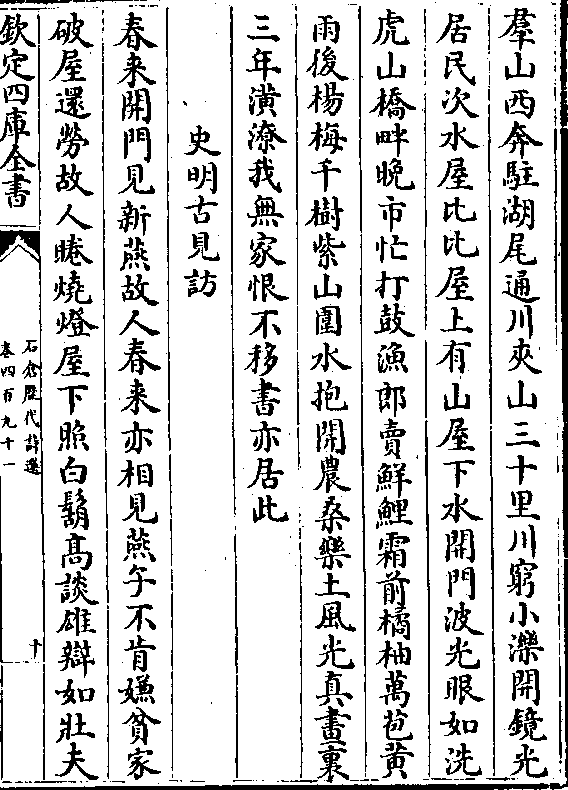 羣山西奔駐湖尾通川夾山三十里川窮小濼開鏡光
居民次水屋比比屋上有山屋下水開門波光眼如洗
虎山橋畔晚市忙打鼓漁郎賣鮮鯉霜前橘柚萬苞黄
雨後楊梅千樹紫山圍水抱開農桑樂土風光真畫裏
三年潢潦我無家恨不移書亦居此
史明古見訪
春来開門見新燕故人春来亦相見燕子不肯嫌貧家
破屋還勞故人睠燒燈屋下照白鬚髙談雄辯如壯夫
欽定四庫全書
石倉歷代詩選
卷四百九十一
十